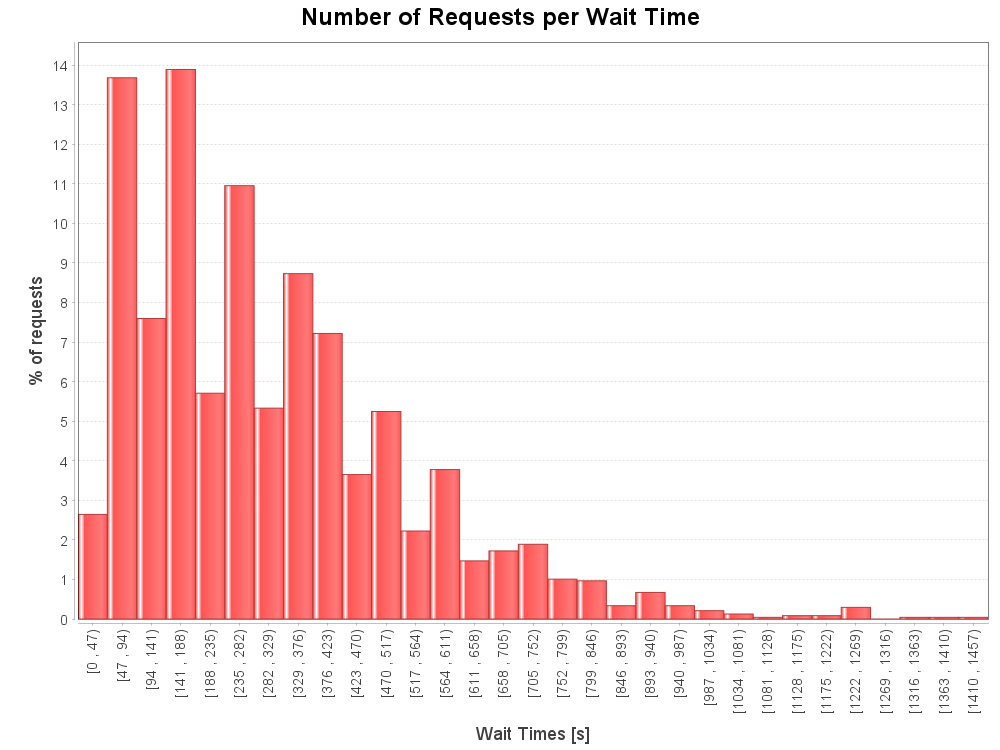 Number of Requests per Wait Time
% of requests
14
13
12
11
10
9
8
7
6
5
4
3
2
1
0
[0 , 47)
[47 , 94)
[94 , 141)
[141 , 188)
[188 , 235)
[235 , 282)
[282 , 329)
[329 , 376)
[376 , 423)
[423 , 470)
[470 , 517)
[517 , 564)
[564 , 611)
[611 , 658)
[658 , 705)
[705 , 752)
[752 , 799)
[799 , 846)
[846 , 893)
[893 , 940)
[940 , 987)
[987 , 1034)
[1034 , 1081)
[1081 , 1128)
[1128 , 1175)
[1175 , 1222)
[1222 , 1269)
[1269 , 1316)
[1316 , 1363)
[1363 , 1410)
[1410 , 1457)
Wait Times [s]